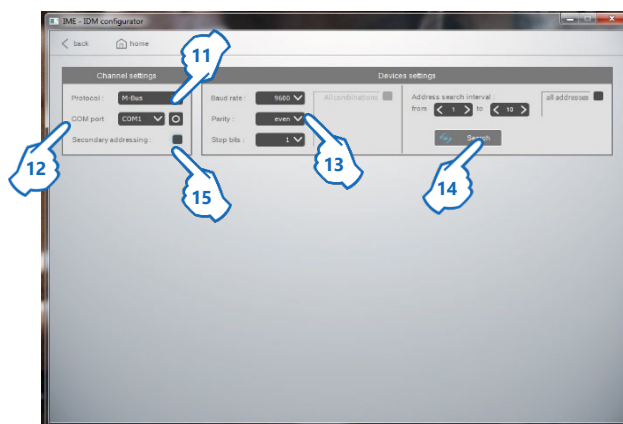 IME - IDM configurator
back home
11
Channel settings
Devices settings
Protocol : M-Bus
Baud rate : 9600
All combinations
Address search interval :
from 1 to 10
all addresses
COM port COM1
Parity : even
Secondary addressing :
Stop bits : 1
Search
12
15
13
14